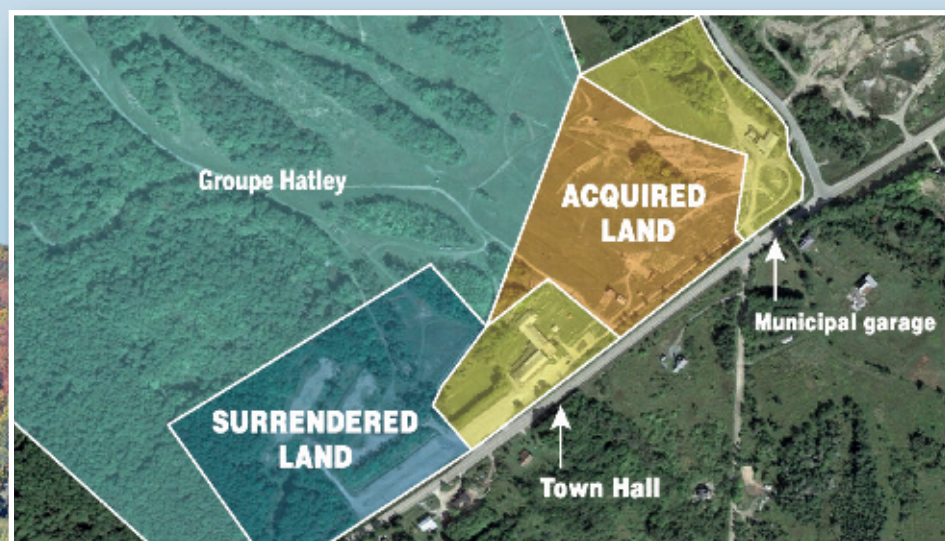 Groupe Hatley
ACQUIRED
LAND
Municipal garage
SURRENDERED
LAND
Town Hall